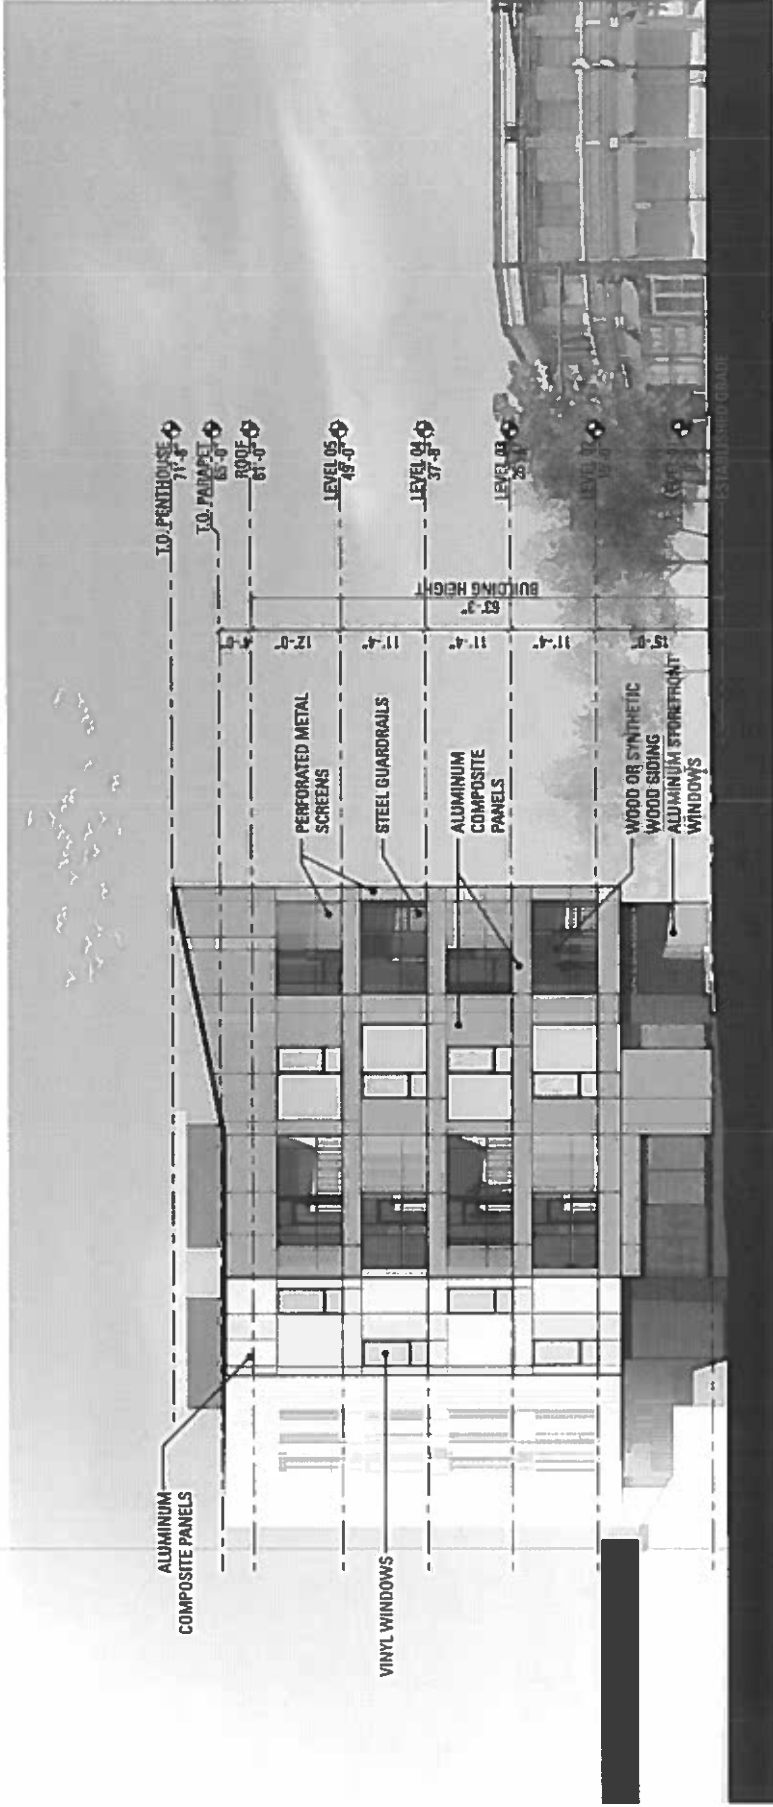 T.O. PENTHOUSE
T.O. PARAPET
65'-0"
ROOF
61'-0"
LEVEL 05
49'-0"
LEVEL 04
37'-8"
LEVEL 03
BUILDING HEIGHT
63'-3"
4'-0"
12'-0"
11'-4"
11'-4"
11'-4"
15'-0"
ESTABLISHED GRADE
PERFORATED METAL
SCREENS
STEEL GUARDRAILS
ALUMINUM
COMPOSITE
PANELS
WOOD OR SYNTHETIC
WOOD SIDING
ALUMINUM STOREFRONT
WINDOWS
ALUMINUM
COMPOSITE PANELS
VINYL WINDOWS